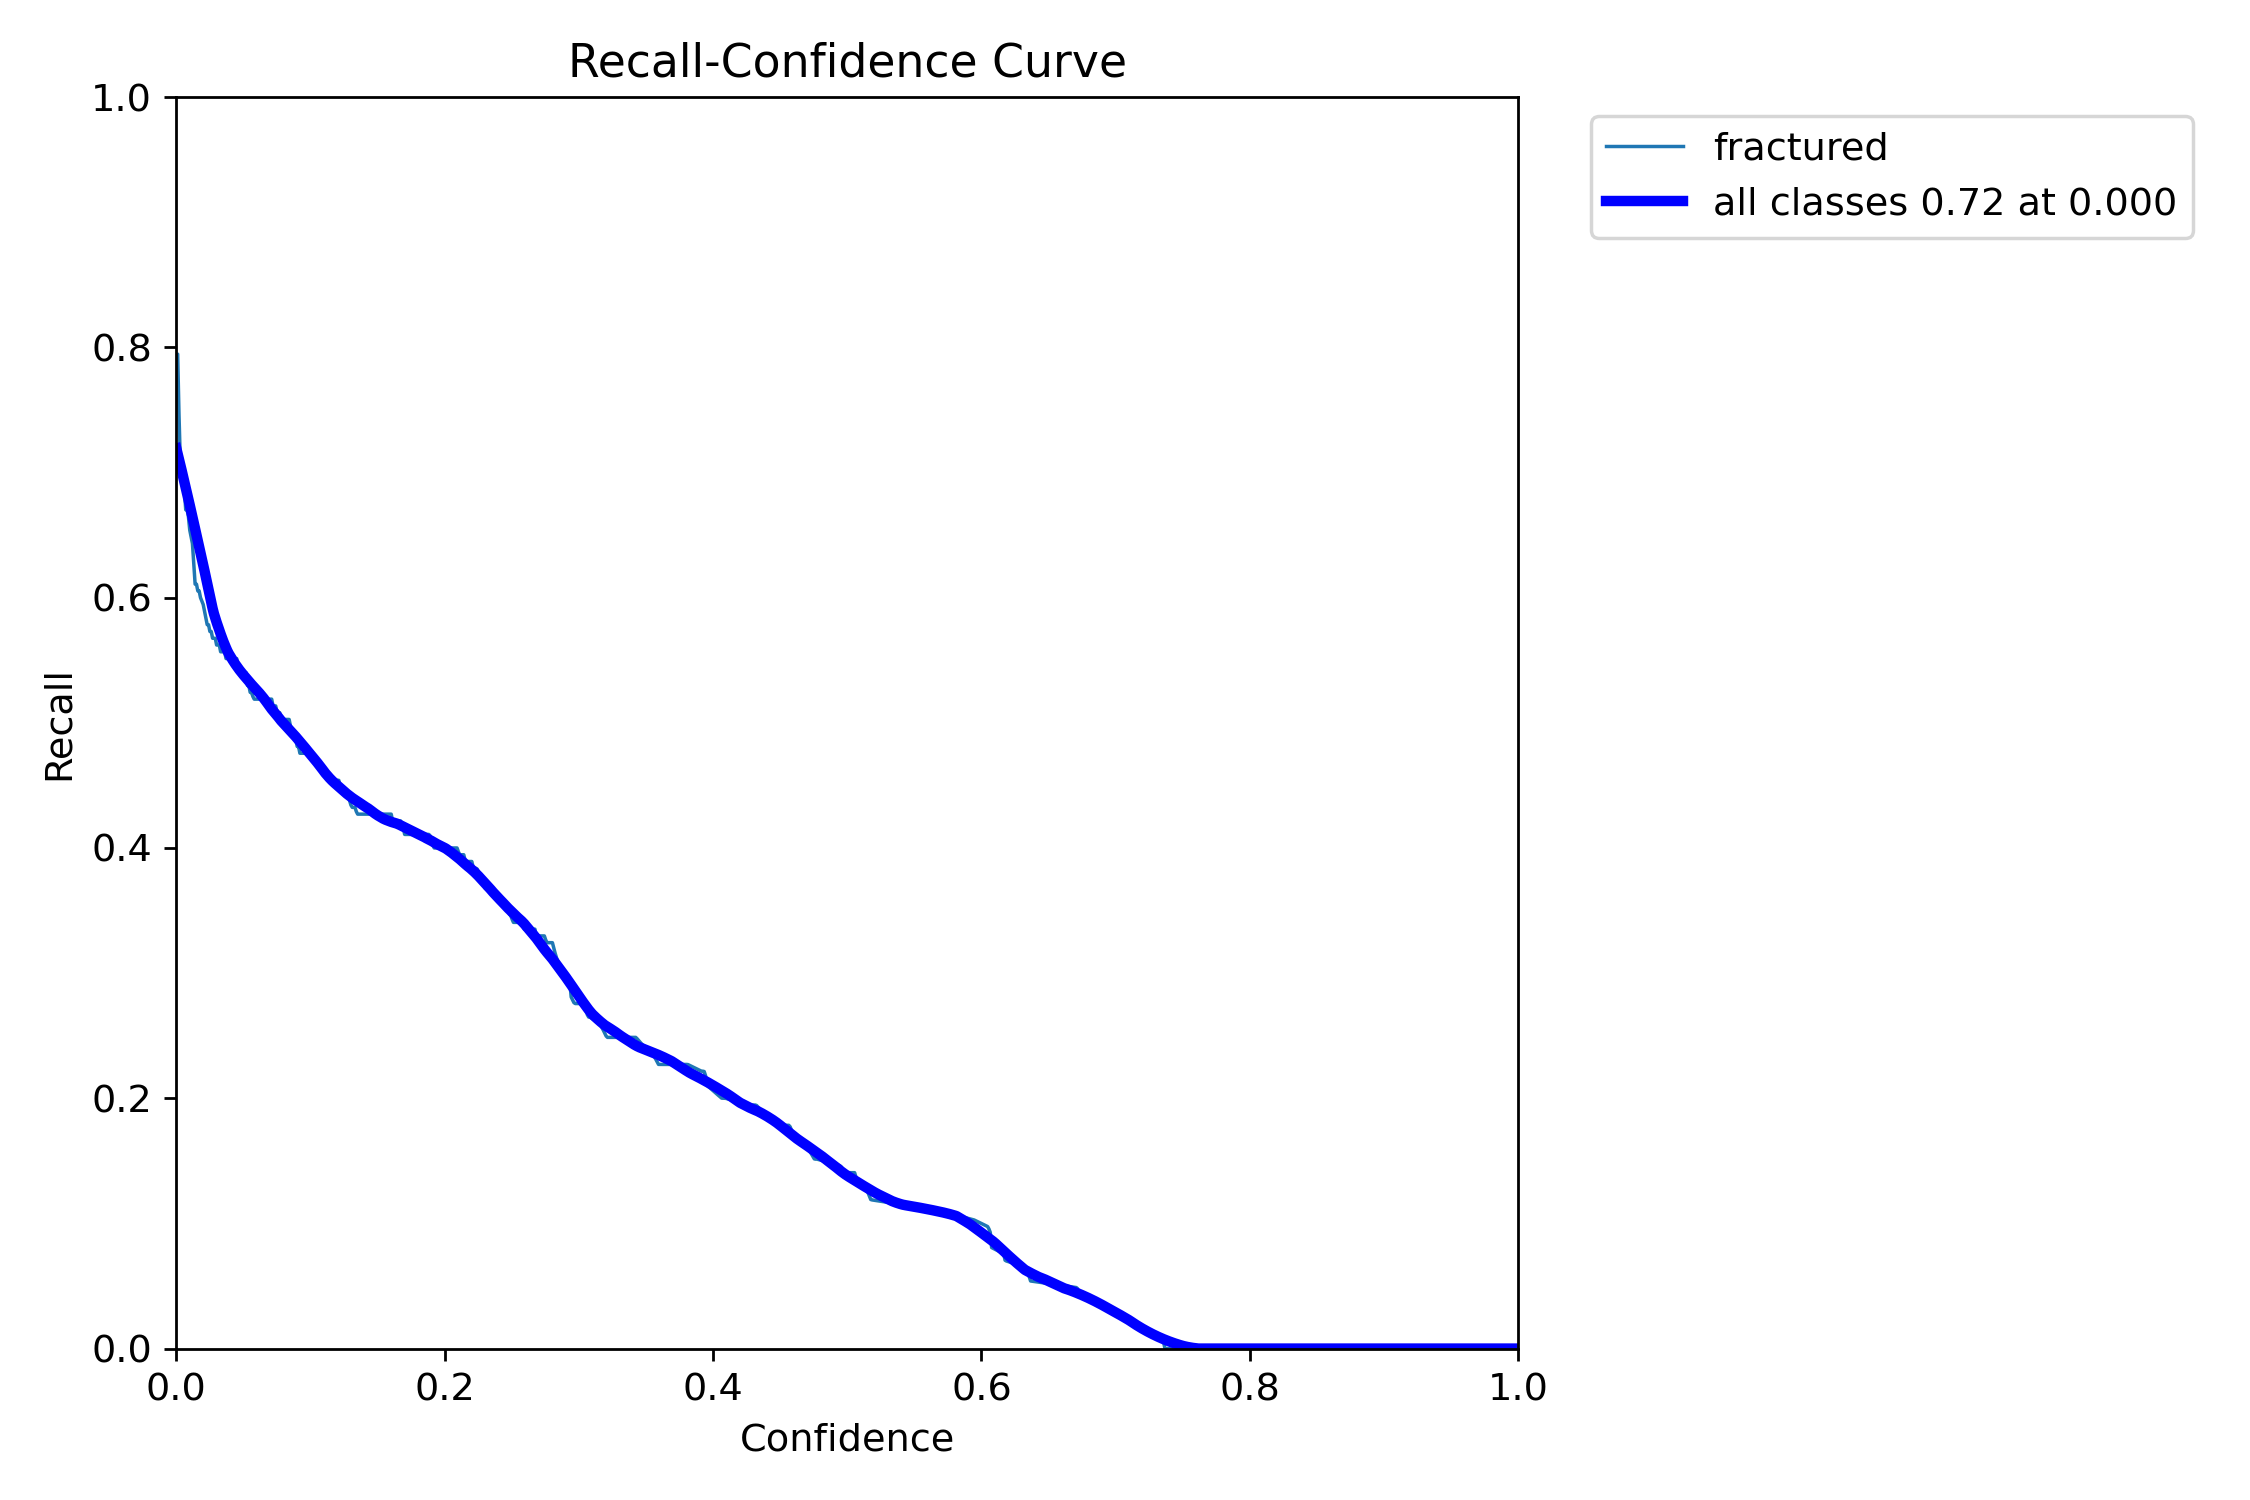 Recall-Confidence Curve
1.0
0.8
0.6
0.4
0.2
0.0
Recall
0.0 0.2 0.4 0.6 0.8 1.0
Confidence
fractured
all classes 0.72 at 0.000